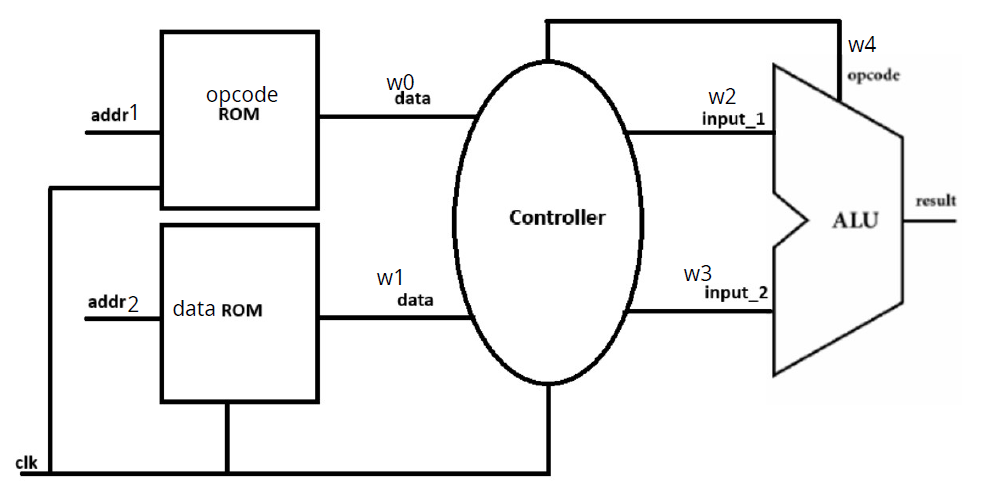 w4
opcode
w0
data
opcode
ROM
w2
input_1
addr1
result
Controller
ALU
w1
data
w3
input_2
addr2
data ROM
clk